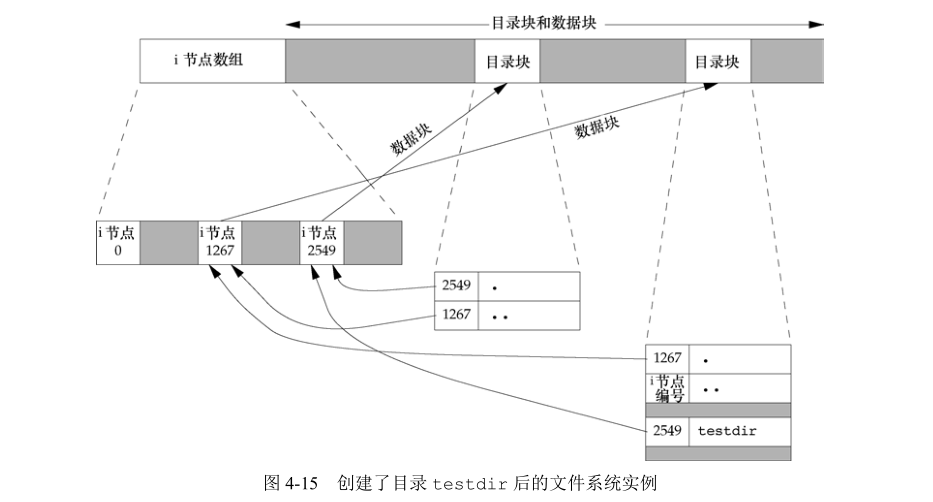 目录块和数据块
i 节点数组
目录块
目录块
数据块
数据块
i 节点
0
i 节点
1267
i 节点
2549
2549 .
1267 ..
1267 .
i 节点
编号
..
2549 testdir
图 4-15 创建了目录 testdir 后的文件系统实例